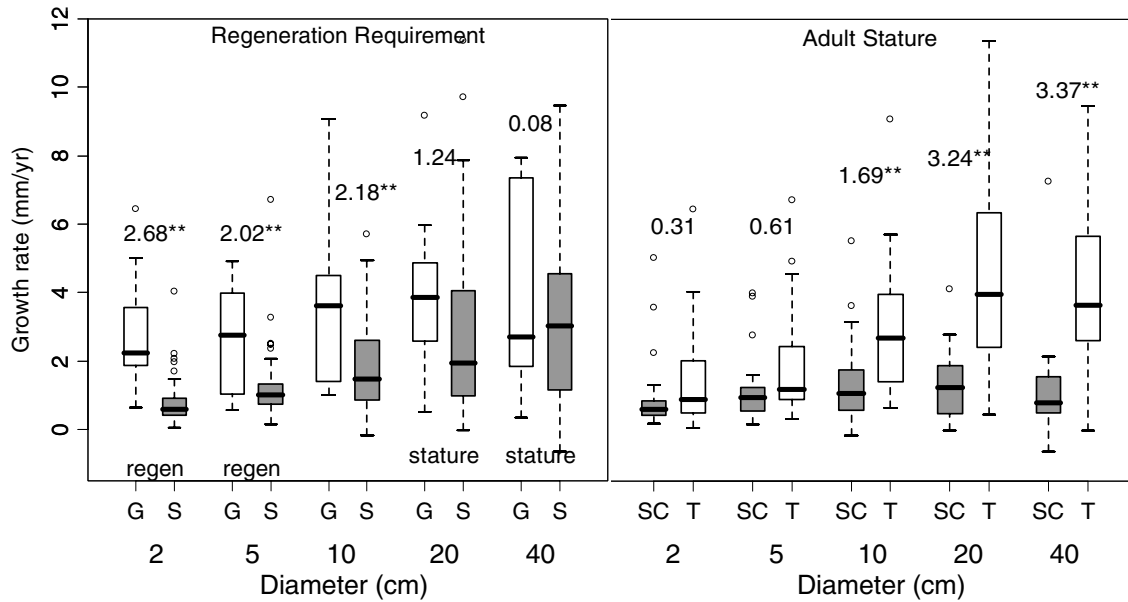 12
10
8
6
4
2
0
Growth rate (mm/yr)
Regeneration Requirement
2.68**
2.02**
2.18**
1.24
0.08
regen
regen
stature
stature
G S G S G S G S G S
2 5 10 20 40
Diameter (cm)
Adult Stature
0.31
0.61
1.69**
3.24**
3.37**
SC T SC T SC T SC T SC T
2 5 10 20 40
Diameter (cm)